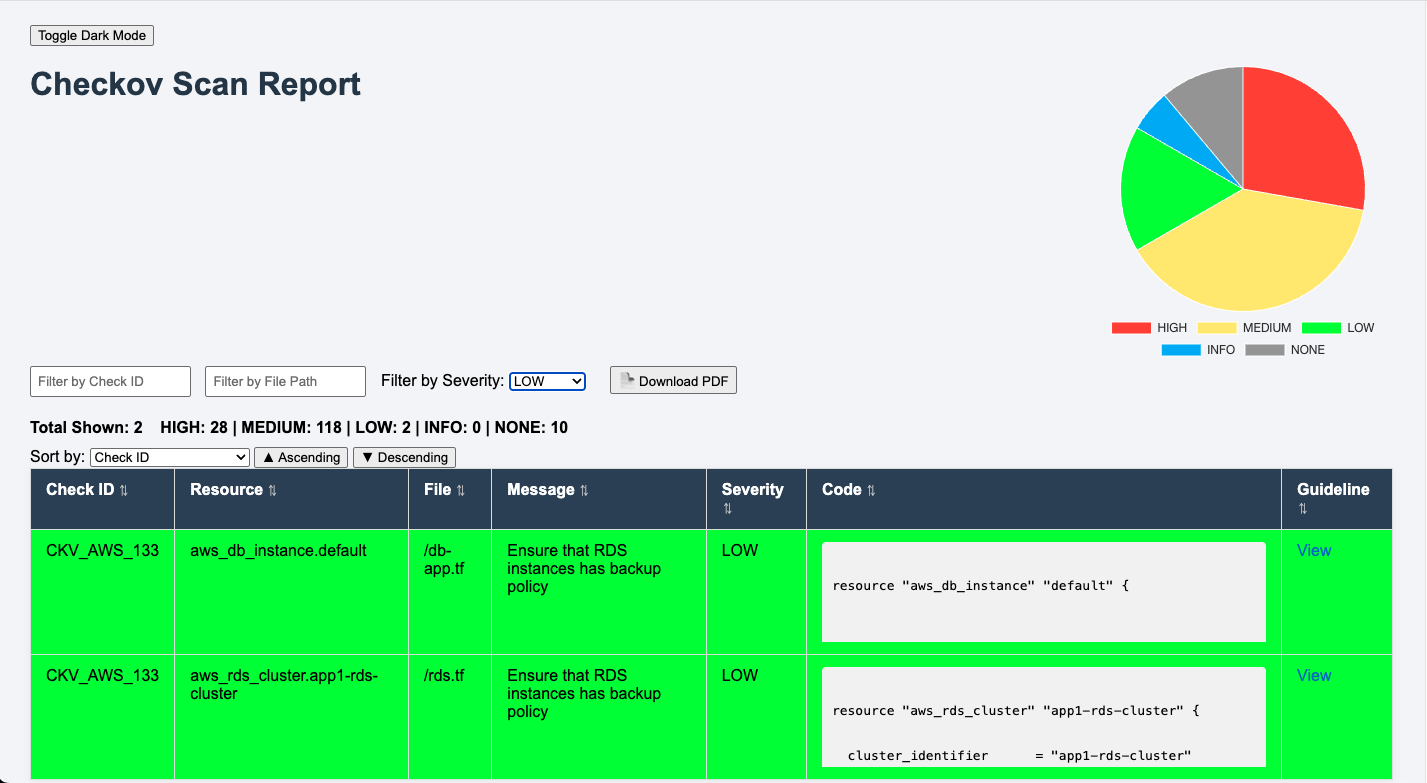 Toggle Dark Mode
Checkov Scan Report
HIGH MEDIUM LOW
INFO NONE
Filter by Check ID Filter by File Path Filter by Severity: LOW Download PDF
Total Shown: 2 HIGH: 28 | MEDIUM: 118 | LOW: 2 | INFO: 0 | NONE: 10
Sort by: Check ID ▲ Ascending ▼ Descending
Check ID ⇅ Resource ⇅ File ⇅ Message ⇅ Severity ⇅ Code ⇅ Guideline ⇅
CKV_AWS_133 aws_db_instance.default /db- Ensure that RDS LOW View
app.tf instances has backup
policy
resource "aws_db_instance" "default" {
CKV_AWS_133 aws_rds_cluster.app1-rds- /rds.tf Ensure that RDS LOW View
cluster instances has backup
policy
resource "aws_rds_cluster" "app1-rds-cluster" {
cluster_identifier = "app1-rds-cluster"